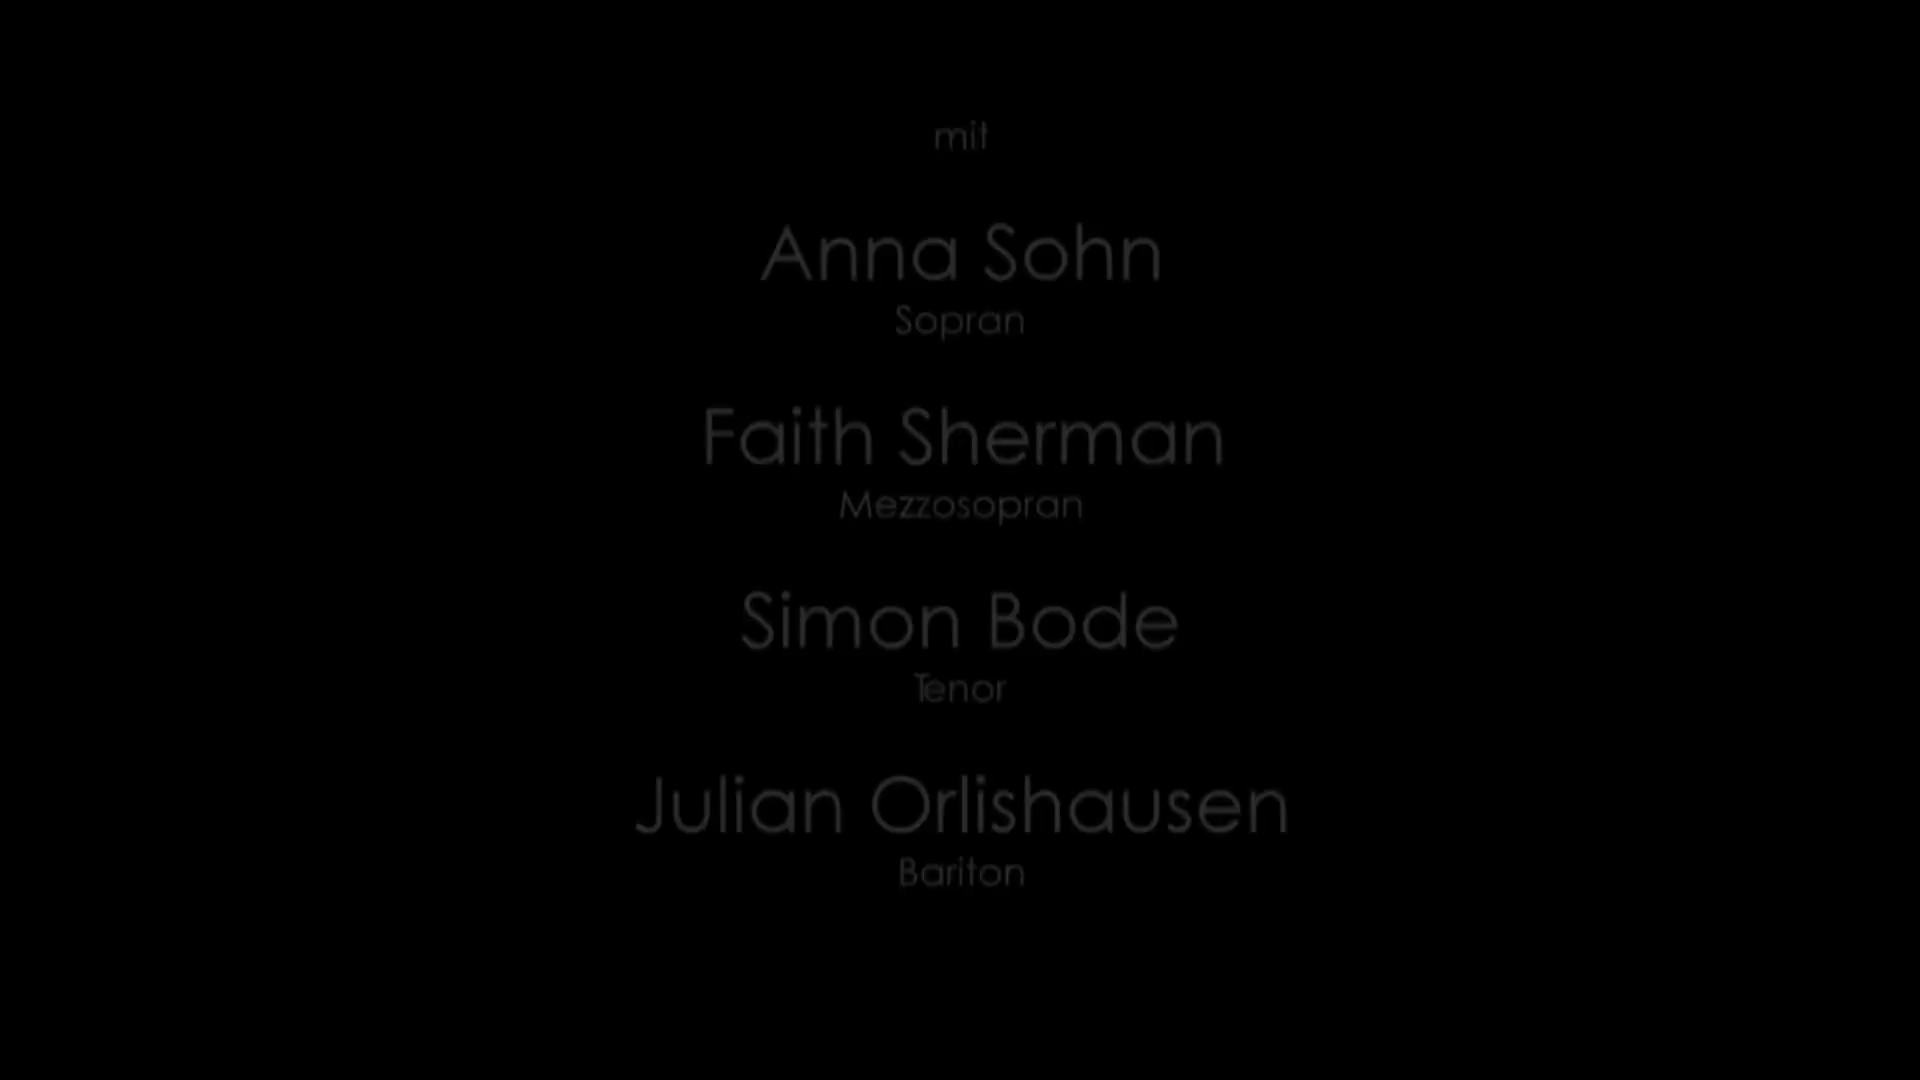 mit
Anna Sohn
Sopran
Faith Sherman
Mezzosopran
Simon Bode
Tenor
Julian Orlishausen
Bariton